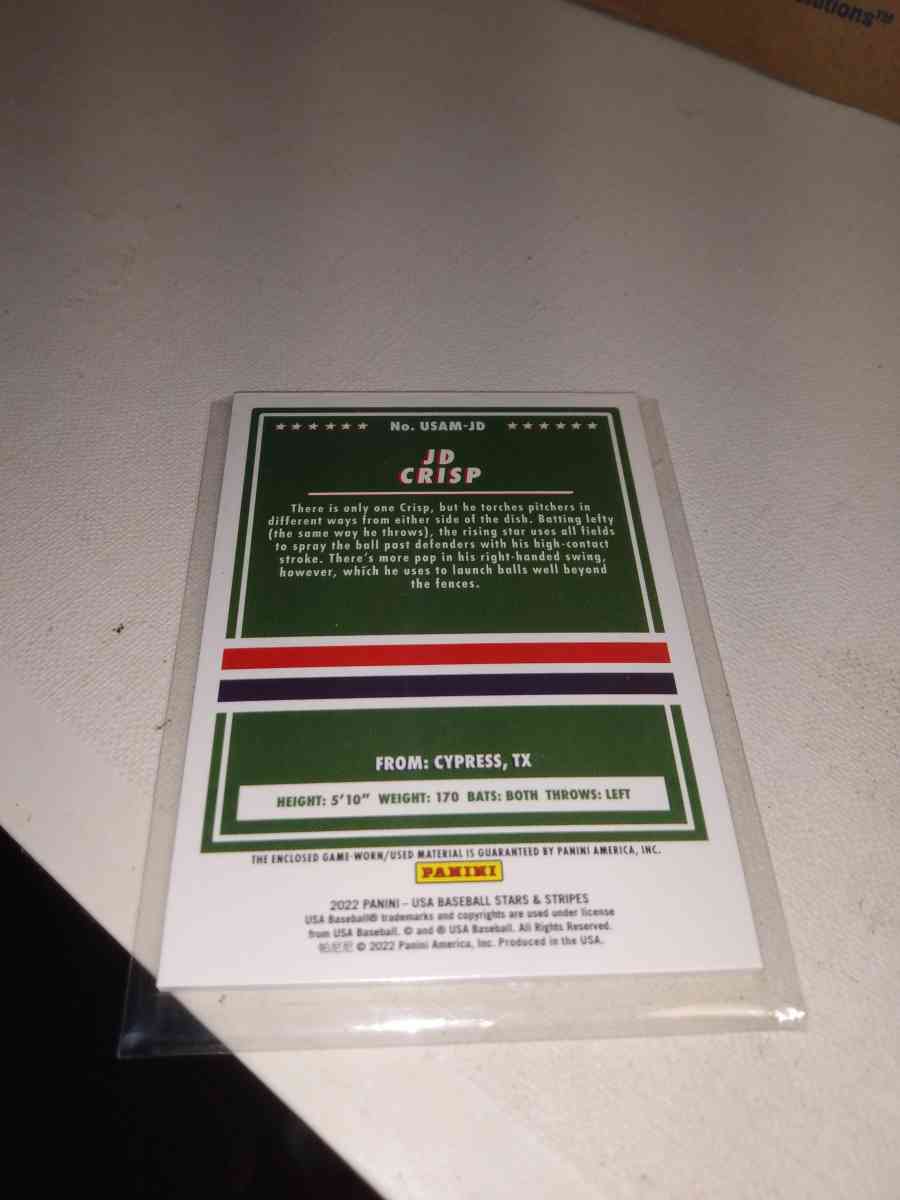 No. USAM-JD
JD
CRISP
There is only one Crisp, but he torches pitchers in
different ways from either side of the dish. Batting lefty
(the same way he throws), the rising star uses all fields
to spray the ball past defenders with his high-contact
stroke. There's more pop in his right-handed swing,
however, which he uses to launch balls well beyond
the fences.
FROM: CYPRESS, TX
HEIGHT: 5'10" WEIGHT: 170 BATS: BOTH THROWS: LEFT
THE ENCLOSED GAME-WORN/USED MATERIAL IS GUARANTEED BY PANINI AMERICA, INC.
PANINI
2022 PANINI - USA BASEBALL STARS & STRIPES
USA Baseball® trademarks and copyrights are used under license
from USA Baseball. © and ® USA Baseball. All Rights Reserved.
帕尼尼 © 2022 Panini America, Inc. Produced in the USA.